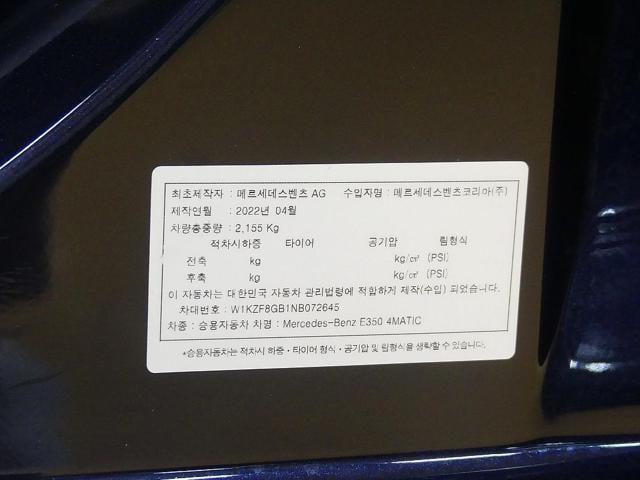 최초제작자 : 메르세데스벤츠 AG 수입자명 : 메르세데스벤츠코리아(주)
제작연월 : 2022년 04월
차량총중량 : 2,155 Kg
적차시하중 타이어 공기압 림형식
전축 kg kg/㎠ (PSI)
후축 kg kg/㎠ (PSI)
이 자동차는 대한민국 자동차 관리법령에 적합하게 제작(수입) 되었습니다.
차대번호 : W1KZF8GB1NB072645
차종 : 승용자동차 차명 : Mercedes-Benz E350 4MATIC
*승용자동차는 적차시 하중·타이어 형식·공기압 및 림형식을 생략할 수 있습니다.